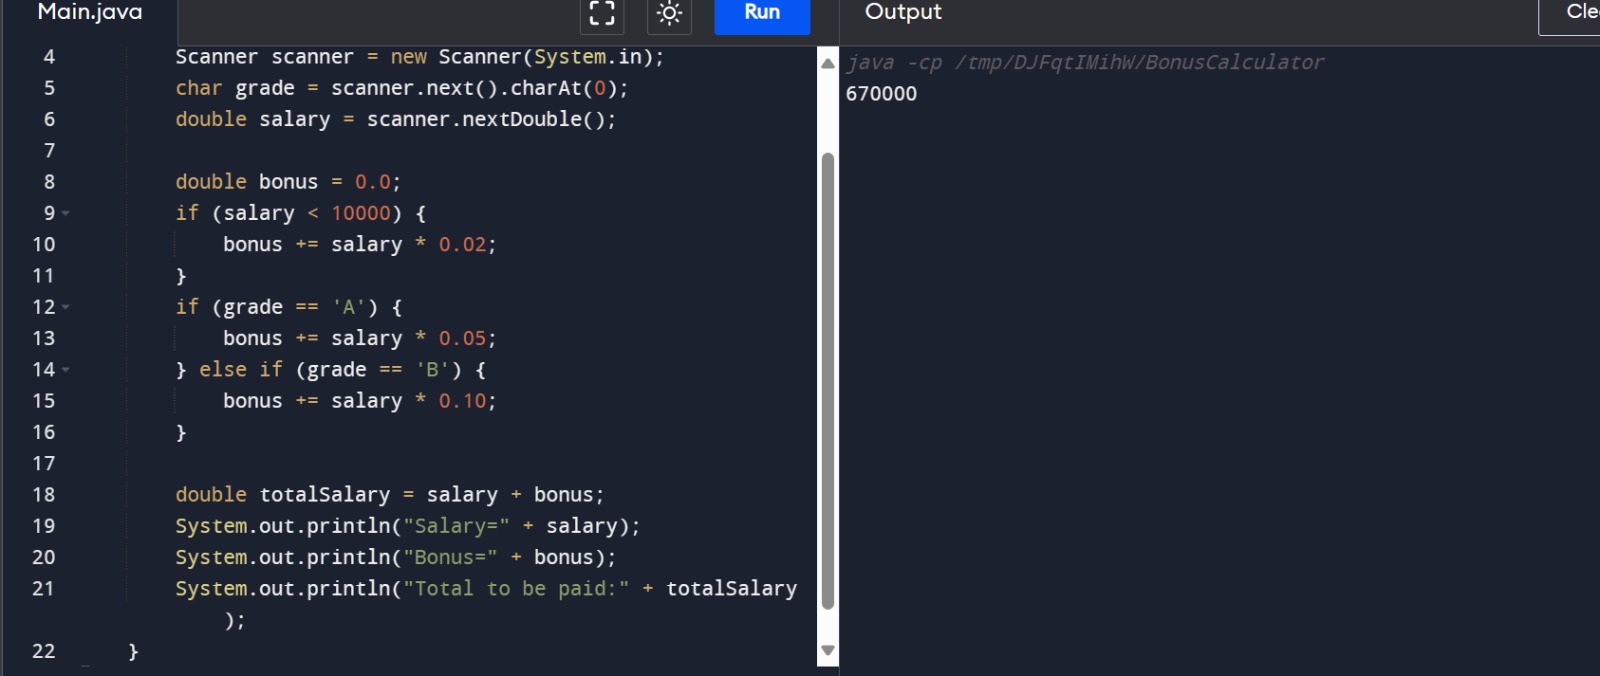 Main.java
Run
Output
4 Scanner scanner = new Scanner(System.in);
5 char grade = scanner.next().charAt(0);
6 double salary = scanner.nextDouble();
7
8 double bonus = 0.0;
9 if (salary < 10000) {
10 bonus += salary * 0.02;
11 }
12 if (grade == 'A') {
13 bonus += salary * 0.05;
14 } else if (grade == 'B') {
15 bonus += salary * 0.10;
16 }
17
18 double totalSalary = salary + bonus;
19 System.out.println("Salary=" + salary);
20 System.out.println("Bonus=" + bonus);
21 System.out.println("Total to be paid:" + totalSalary
);
22 }
java -cp /tmp/DJFqtIMihW/BonusCalculator
670000